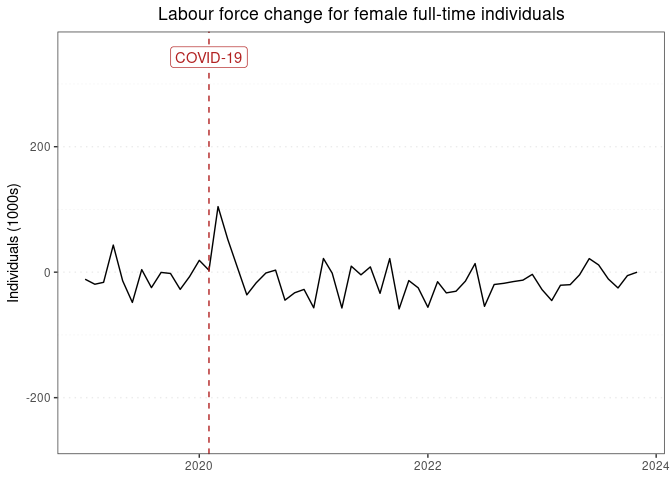 Labour force change for female full-time individuals
COVID-19
Individuals (1000s)
200
0
-200
2020
2022
2024